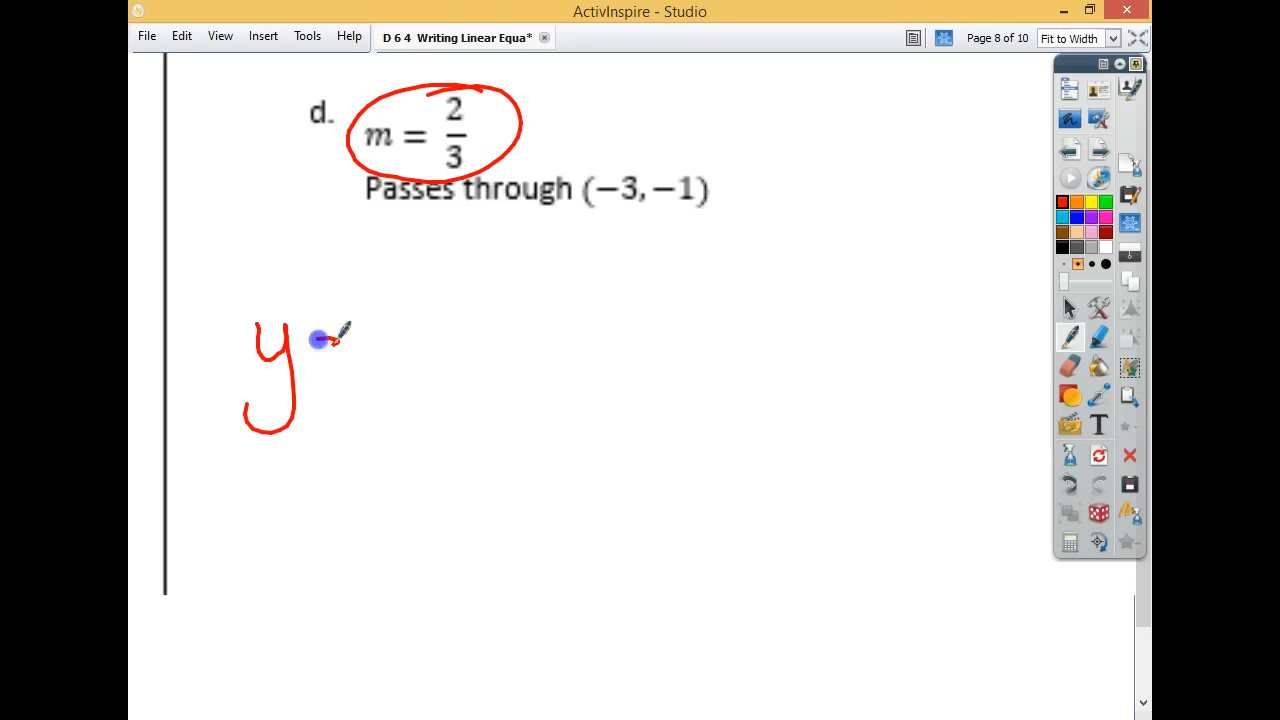 ActivInspire - Studio
File Edit View Insert Tools Help D 6 4 Writing Linear Equa* Page 8 of 10 Fit to Width
d. m = 2/3
Passes through (−3, −1)
y
T